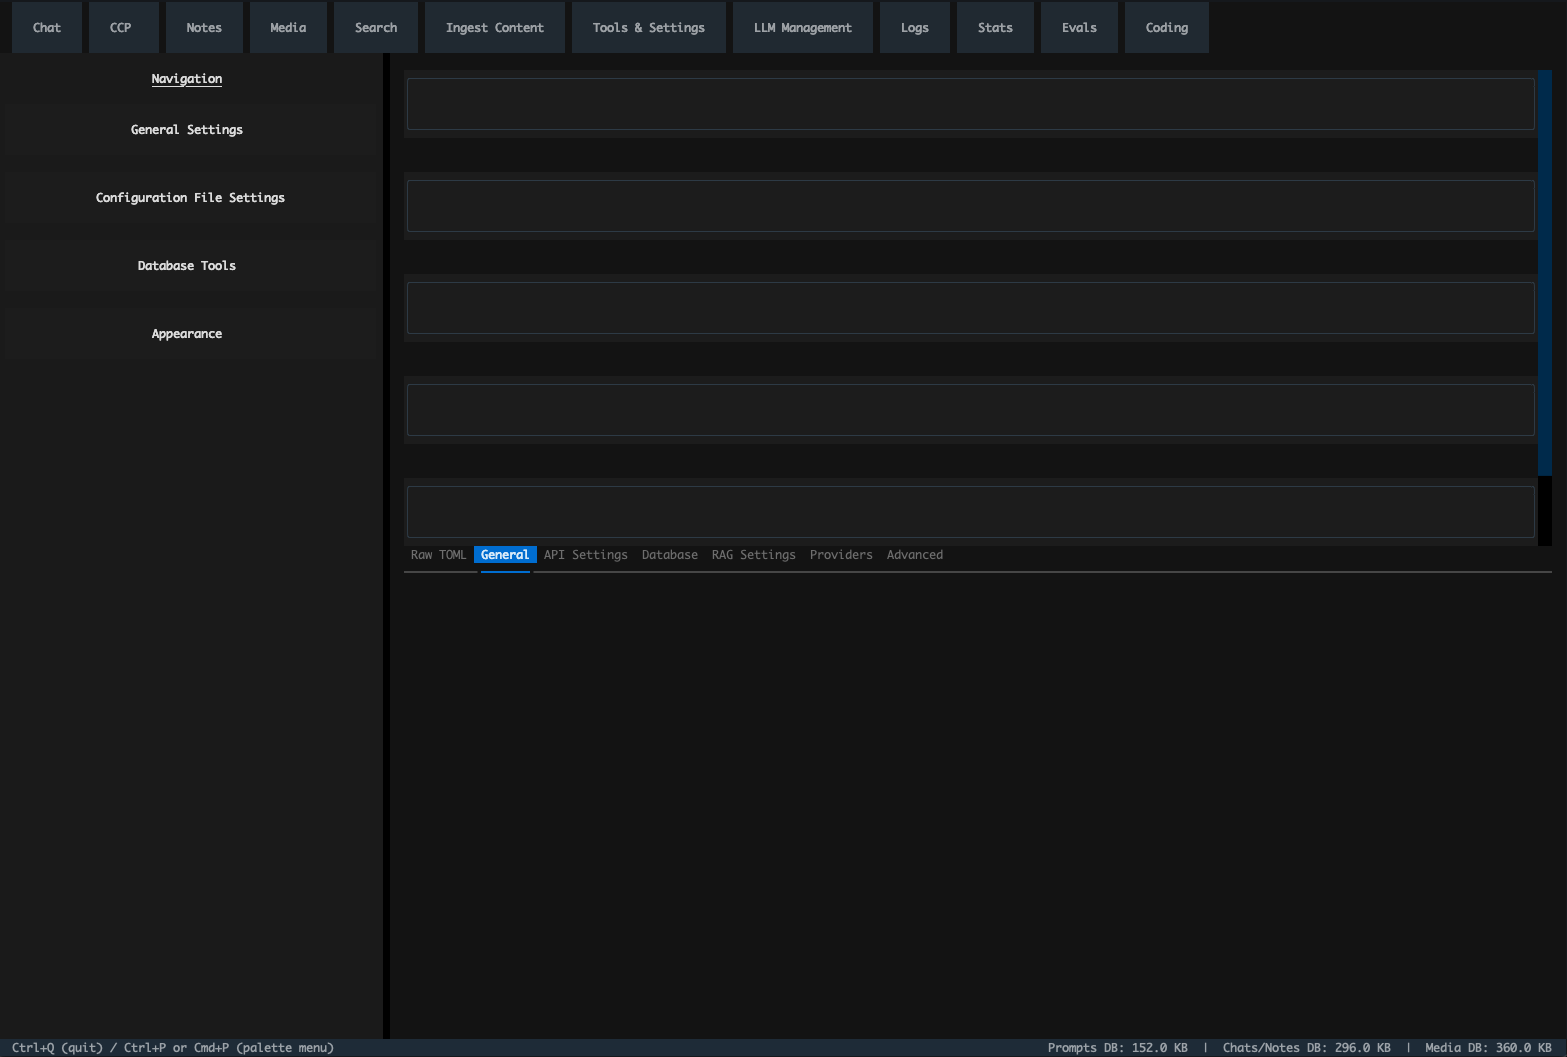 Chat CCP Notes Media Search Ingest Content Tools & Settings LLM Management Logs Stats Evals Coding
Navigation
General Settings
Configuration File Settings
Database Tools
Appearance
Raw TOML General API Settings Database RAG Settings Providers Advanced
Ctrl+Q (quit) / Ctrl+P or Cmd+P (palette menu) Prompts DB: 152.0 KB | Chats/Notes DB: 296.0 KB | Media DB: 360.0 KB